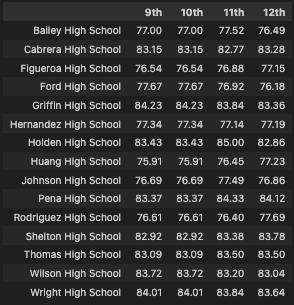 9th 10th 11th 12th
Bailey High School 77.00 77.00 77.52 76.49
Cabrera High School 83.15 83.15 82.77 83.28
Figueroa High School 76.54 76.54 76.88 77.15
Ford High School 77.67 77.67 76.92 76.18
Griffin High School 84.23 84.23 83.84 83.36
Hernandez High School 77.34 77.34 77.14 77.19
Holden High School 83.43 83.43 85.00 82.86
Huang High School 75.91 75.91 76.45 77.23
Johnson High School 76.69 76.69 77.49 76.86
Pena High School 83.37 83.37 84.33 84.12
Rodriguez High School 76.61 76.61 76.40 77.69
Shelton High School 82.92 82.92 83.38 83.78
Thomas High School 83.09 83.09 83.50 83.50
Wilson High School 83.72 83.72 83.20 83.04
Wright High School 84.01 84.01 83.84 83.64